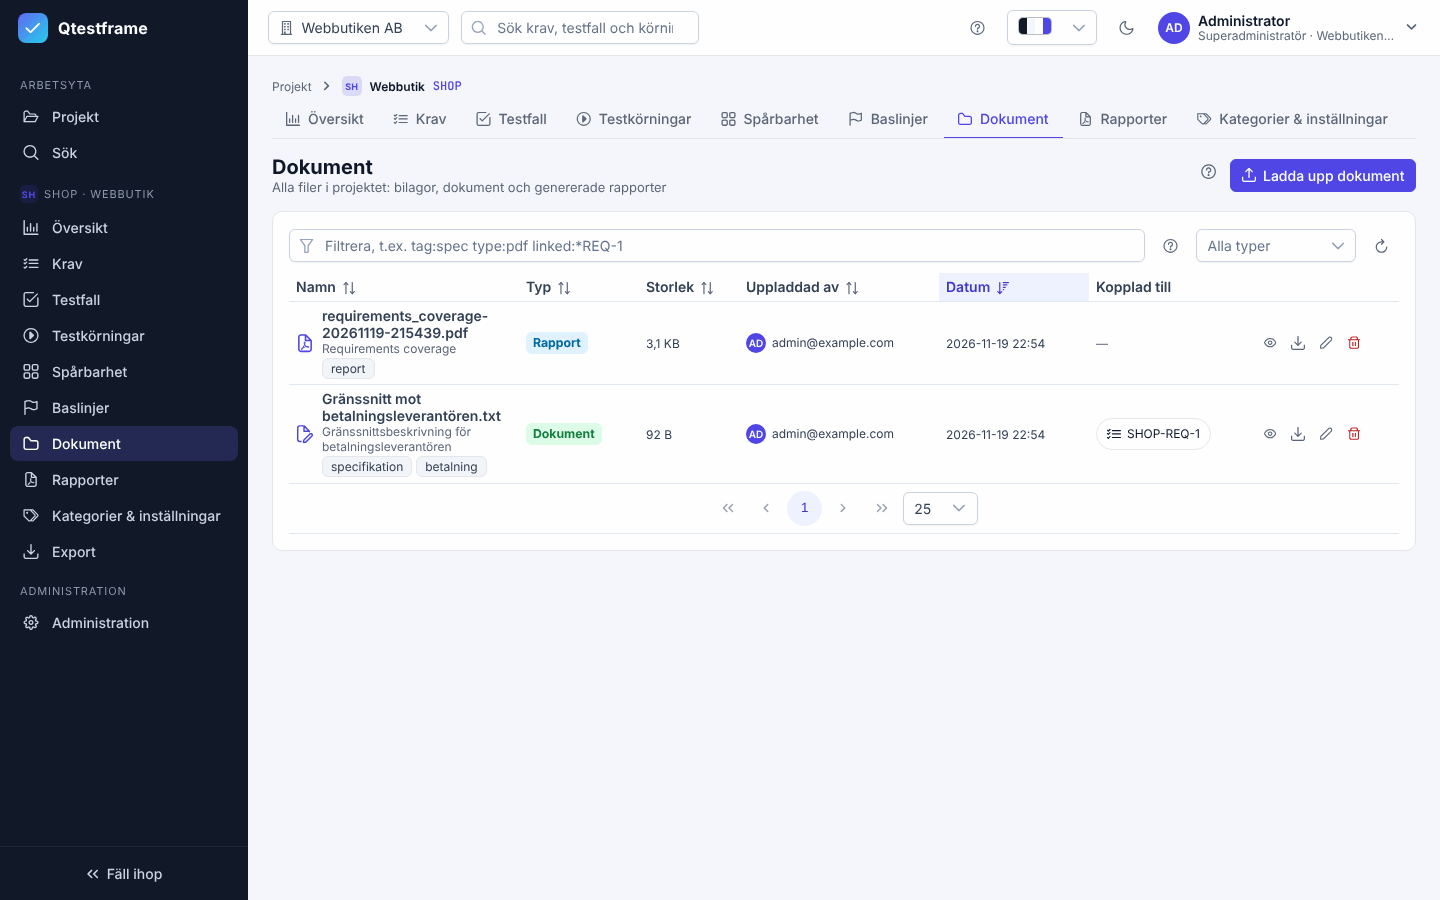 Qtestframe
Webbutiken AB
Sök krav, testfall och körnin
AD
Administrator
Superadministratör · Webbutiken...
ARBETSYTA
Projekt
Sök
SH SHOP · WEBBUTIK
Översikt
Krav
Testfall
Testkörningar
Spårbarhet
Baslinjer
Dokument
Rapporter
Kategorier & inställningar
Export
ADMINISTRATION
Administration
Fäll ihop
Projekt
SH Webbutik SHOP
Översikt Krav Testfall Testkörningar Spårbarhet Baslinjer Dokument Rapporter Kategorier & inställningar
Dokument
Alla filer i projektet: bilagor, dokument och genererade rapporter
Ladda upp dokument
Filtrera, t.ex. tag:spec type:pdf linked:*REQ-1
Alla typer
Namn Typ Storlek Uppladdad av Datum Kopplad till
requirements_coverage-
20261119-215439.pdf
Requirements coverage
report
Rapport
3,1 KB
AD admin@example.com
2026-11-19 22:54
—
Gränssnitt mot
betalningsleverantören.txt
Gränssnittsbeskrivning för
betalningsleverantören
specifikation betalning
Dokument
92 B
AD admin@example.com
2026-11-19 22:54
SHOP-REQ-1
1
25